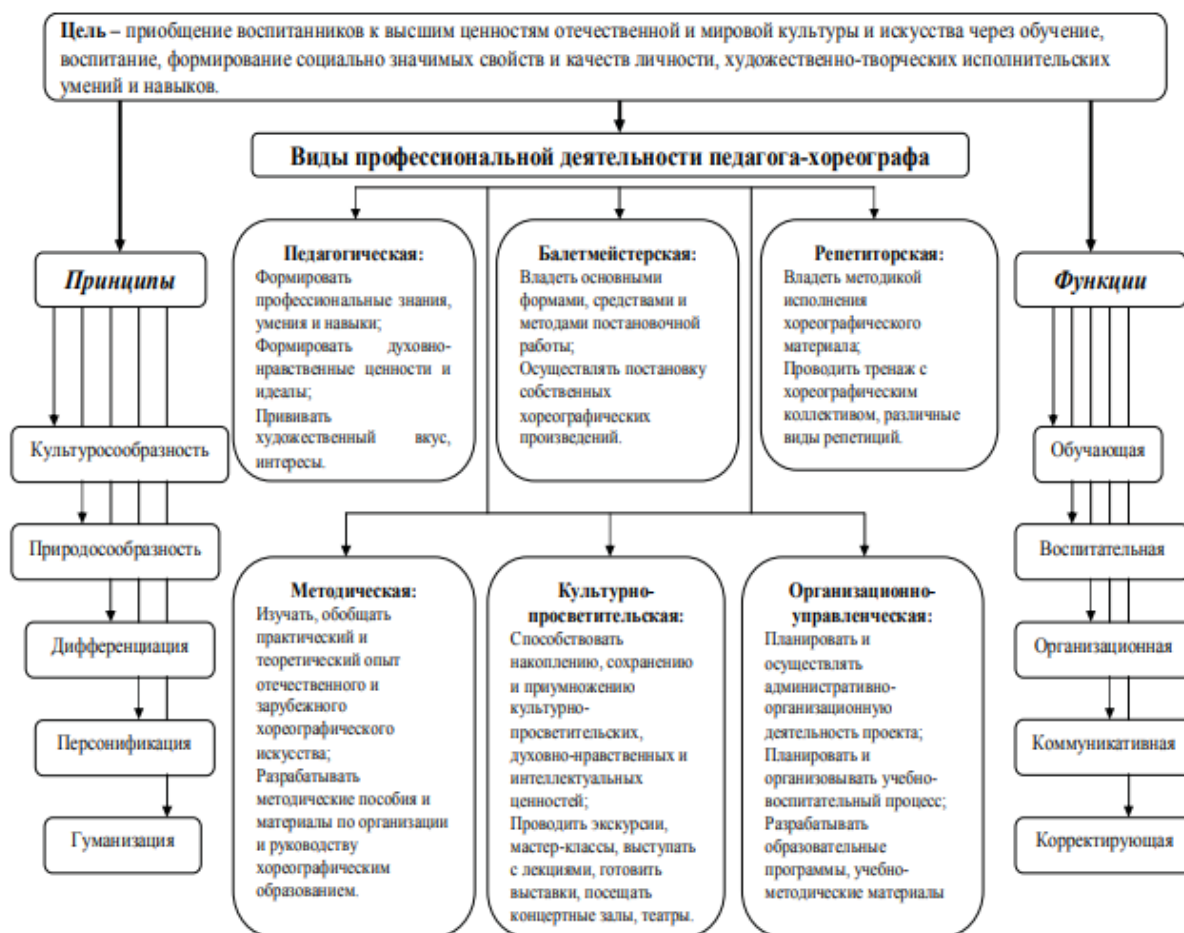 Цель – приобщение воспитанников к высшим ценностям отечественной и мировой культуры и искусства через обучение,
воспитание, формирование социально значимых свойств и качеств личности, художественно-творческих исполнительских
умений и навыков.
Виды профессиональной деятельности педагога-хореографа
Принципы
Культуросообразность
Природосообразность
Дифференциация
Персонификация
Гуманизация
Педагогическая:
Формировать
профессиональные знания,
умения и навыки;
Формировать духовно-
нравственные ценности и
идеалы;
Прививать
художественный вкус,
интересы.
Балетмейстерская:
Владеть основными
формами, средствами и
методами постановочной
работы;
Осуществлять постановку
собственных
хореографических
произведений.
Репетиторская:
Владеть методикой
исполнения
хореографического
материала;
Проводить тренаж с
хореографическим
коллективом, различные
виды репетиций.
Методическая:
Изучать, обобщать
практический и
теоретический опыт
отечественного и
зарубежного
хореографического
искусства;
Разрабатывать
методические пособия и
материалы по организации
и руководству
хореографическим
образованием.
Культурно-
просветительская:
Способствовать
накоплению, сохранению
и приумножению
культурно-
просветительских,
духовно-нравственных и
интеллектуальных
ценностей;
Проводить экскурсии,
мастер-классы, выступать
с лекциями, готовить
выставки, посещать
концертные залы, театры.
Организационно-
управленческая:
Планировать и
осуществлять
административно-
организационную
деятельность проекта;
Планировать и
организовывать учебно-
воспитательный процесс;
Разрабатывать
образовательные
программы, учебно-
методические материалы
Функции
Обучающая
Воспитательная
Организационная
Коммуникативная
Корректирующая